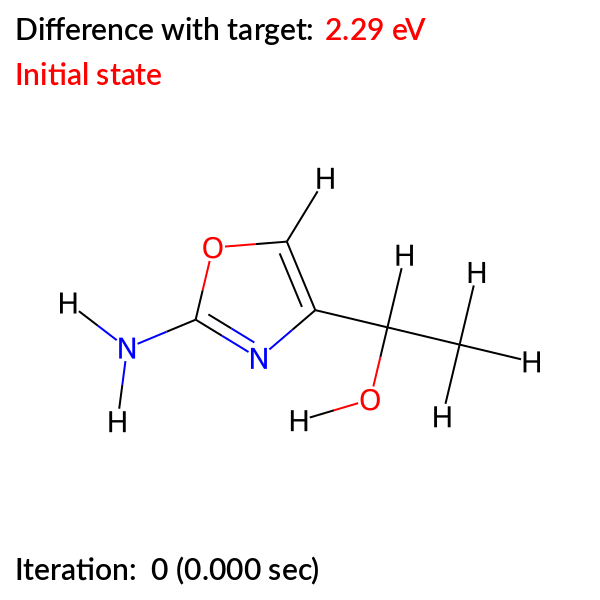 Difference with target: 2.29 eV
Initial state
H
O
H
H
H
H
N
N
H
O
H
H
H
Iteration: 0 (0.000 sec)